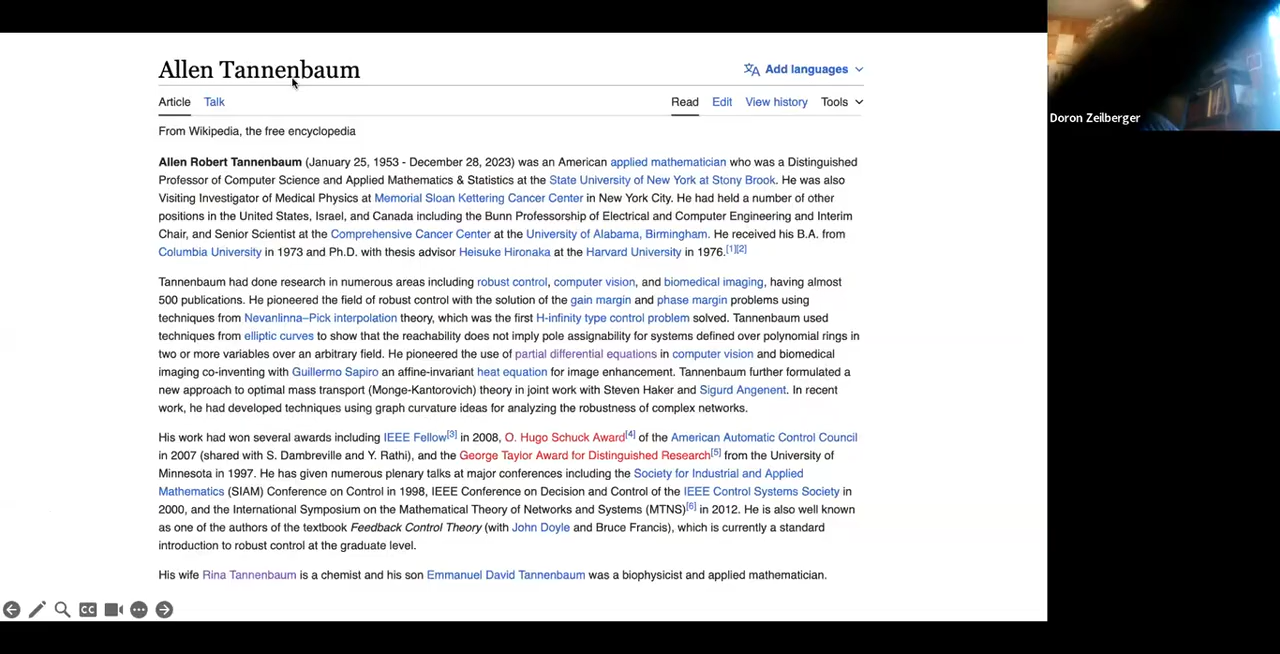 Allen Tannenbaum
Add languages
Article Talk Read Edit View history Tools
From Wikipedia, the free encyclopedia
Allen Robert Tannenbaum (January 25, 1953 - December 28, 2023) was an American applied mathematician who was a Distinguished
Professor of Computer Science and Applied Mathematics & Statistics at the State University of New York at Stony Brook. He was also
Visiting Investigator of Medical Physics at Memorial Sloan Kettering Cancer Center in New York City. He had held a number of other
positions in the United States, Israel, and Canada including the Bunn Professorship of Electrical and Computer Engineering and Interim
Chair, and Senior Scientist at the Comprehensive Cancer Center at the University of Alabama, Birmingham. He received his B.A. from
Columbia University in 1973 and Ph.D. with thesis advisor Heisuke Hironaka at the Harvard University in 1976.[1][2]
Tannenbaum had done research in numerous areas including robust control, computer vision, and biomedical imaging, having almost
500 publications. He pioneered the field of robust control with the solution of the gain margin and phase margin problems using
techniques from Nevanlinna–Pick interpolation theory, which was the first H-infinity type control problem solved. Tannenbaum used
techniques from elliptic curves to show that the reachability does not imply pole assignability for systems defined over polynomial rings in
two or more variables over an arbitrary field. He pioneered the use of partial differential equations in computer vision and biomedical
imaging co-inventing with Guillermo Sapiro an affine-invariant heat equation for image enhancement. Tannenbaum further formulated a
new approach to optimal mass transport (Monge-Kantorovich) theory in joint work with Steven Haker and Sigurd Angenent. In recent
work, he had developed techniques using graph curvature ideas for analyzing the robustness of complex networks.
His work had won several awards including IEEE Fellow[3] in 2008, O. Hugo Schuck Award[4] of the American Automatic Control Council
in 2007 (shared with S. Dambreville and Y. Rathi), and the George Taylor Award for Distinguished Research[5] from the University of
Minnesota in 1997. He has given numerous plenary talks at major conferences including the Society for Industrial and Applied
Mathematics (SIAM) Conference on Control in 1998, IEEE Conference on Decision and Control of the IEEE Control Systems Society in
2000, and the International Symposium on the Mathematical Theory of Networks and Systems (MTNS)[6] in 2012. He is also well known
as one of the authors of the textbook Feedback Control Theory (with John Doyle and Bruce Francis), which is currently a standard
introduction to robust control at the graduate level.
His wife Rina Tannenbaum is a chemist and his son Emmanuel David Tannenbaum was a biophysicist and applied mathematician.
CC
Doron Zeilberger